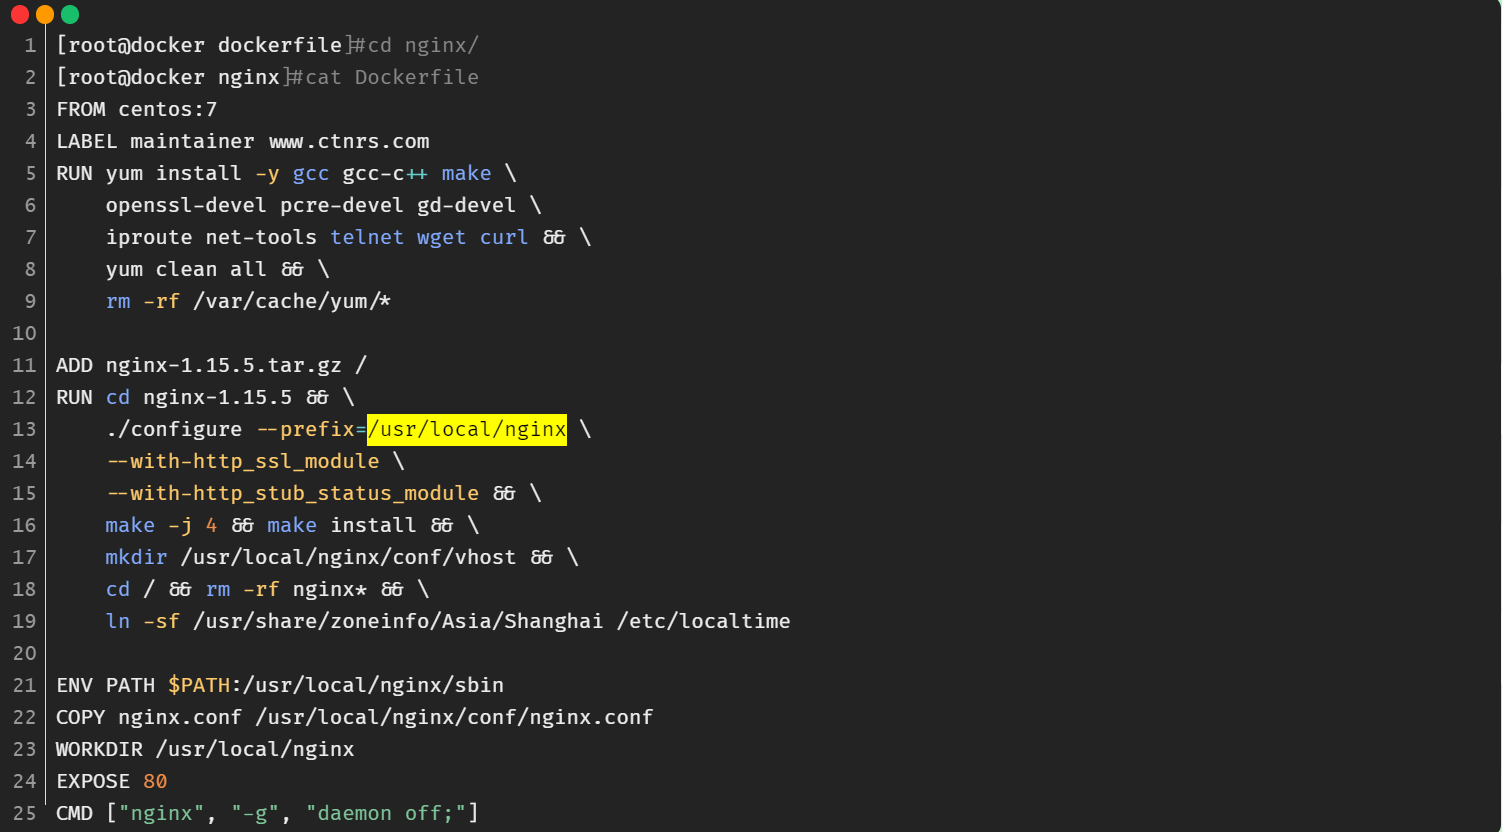 1 [root@docker dockerfile]#cd nginx/
2 [root@docker nginx]#cat Dockerfile
3 FROM centos:7
4 LABEL maintainer www.ctnrs.com
5 RUN yum install -y gcc gcc-c++ make \
6     openssl-devel pcre-devel gd-devel \
7     iproute net-tools telnet wget curl && \
8     yum clean all && \
9     rm -rf /var/cache/yum/*
10
11 ADD nginx-1.15.5.tar.gz /
12 RUN cd nginx-1.15.5 && \
13     ./configure --prefix=/usr/local/nginx \
14     --with-http_ssl_module \
15     --with-http_stub_status_module && \
16     make -j 4 && make install && \
17     mkdir /usr/local/nginx/conf/vhost && \
18     cd / && rm -rf nginx* && \
19     ln -sf /usr/share/zoneinfo/Asia/Shanghai /etc/localtime
20
21 ENV PATH $PATH:/usr/local/nginx/sbin
22 COPY nginx.conf /usr/local/nginx/conf/nginx.conf
23 WORKDIR /usr/local/nginx
24 EXPOSE 80
25 CMD ["nginx", "-g", "daemon off;"]